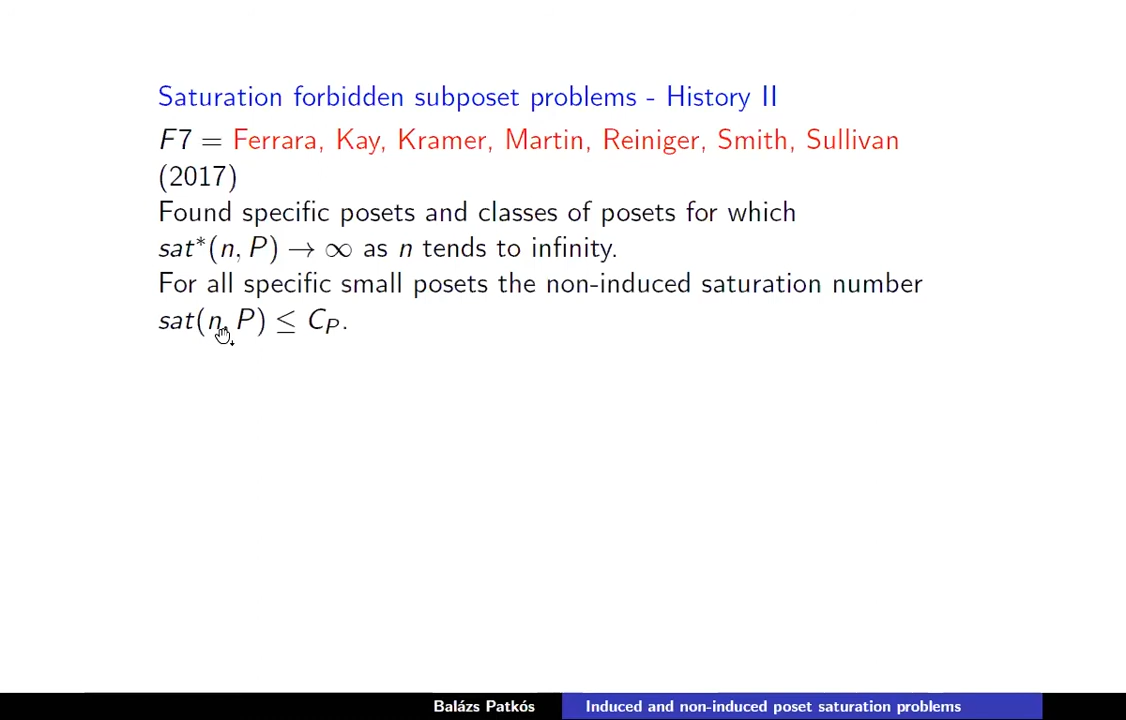 Saturation forbidden subposet problems - History II
F7 = Ferrara, Kay, Kramer, Martin, Reiniger, Smith, Sullivan
(2017)
Found specific posets and classes of posets for which
sat*(n, P) → ∞ as n tends to infinity.
For all specific small posets the non-induced saturation number
sat(n, P) ≤ C_P.
Balázs Patkós Induced and non-induced poset saturation problems